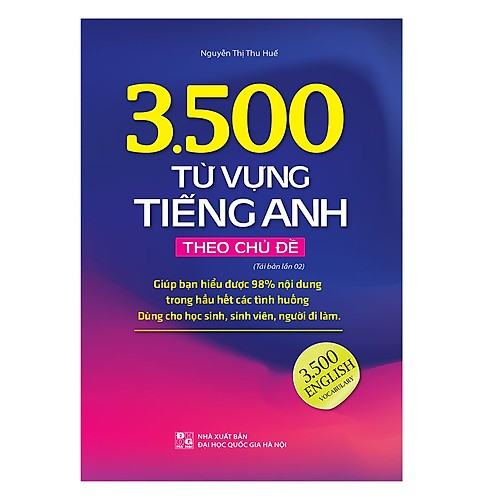 Nguyễn Thị Thu Huế
3.500
TỪ VỰNG
TIẾNG ANH
THEO CHỦ ĐỀ
(Tái bản lần 02)
Giúp bạn hiểu được 98% nội dung
trong hầu hết các tình huống
Dùng cho học sinh, sinh viên, người đi làm.
3.500
ENGLISH
VOCABULARY
NHÀ XUẤT BẢN
ĐẠI HỌC QUỐC GIA HÀ NỘI